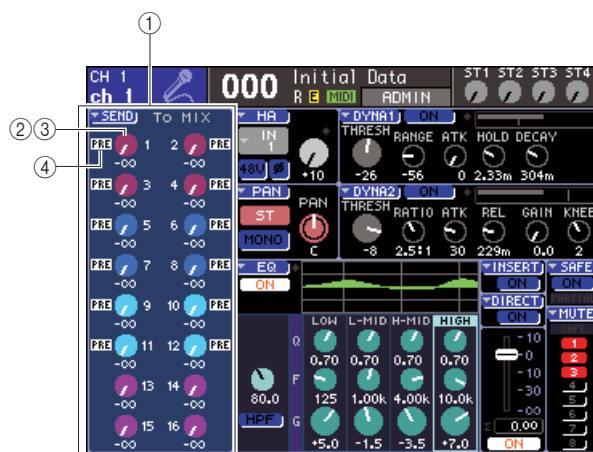 ①
②③
④
CH 1
ch 1
000
Initial Data
R E MIDI ADMIN
ST1 ST2 ST3 ST4
SEND To MIX
PRE 1 2 PRE
-∞ -∞
PRE 3 4 PRE
-∞ -∞
PRE 5 6 PRE
-∞ -∞
PRE 7 8 PRE
-∞ -∞
PRE 9 10 PRE
-∞ -∞
PRE 11 12 PRE
-∞ -∞
13 14
-∞ -∞
15 16
-∞ -∞
HA
IN
1
48V Ø
+10
DYNA1 ON
THRESH RANGE ATK HOLD DECAY
-26 -56 0 2.33m 304m
PAN
ST
MONO
PAN
C
DYNA2 ON
THRESH RATIO ATK REL GAIN KNEE
-8 2.5:1 30 229m 0.0 2
EQ
ON
LOW L-MID H-MID HIGH
Q
0.70 0.70 0.70 0.70
F
80.0 125 1.00k 4.00k 10.0k
HPF
G
+5.0 -1.5 -3.5 +7.0
INSERT
ON
DIRECT
ON
10
0
-10
-30
-∞
Σ 0.00
ON
SAFE
ON
PARTIAL
MUTE
SAFE
1
2
3
4
5
6
7
8